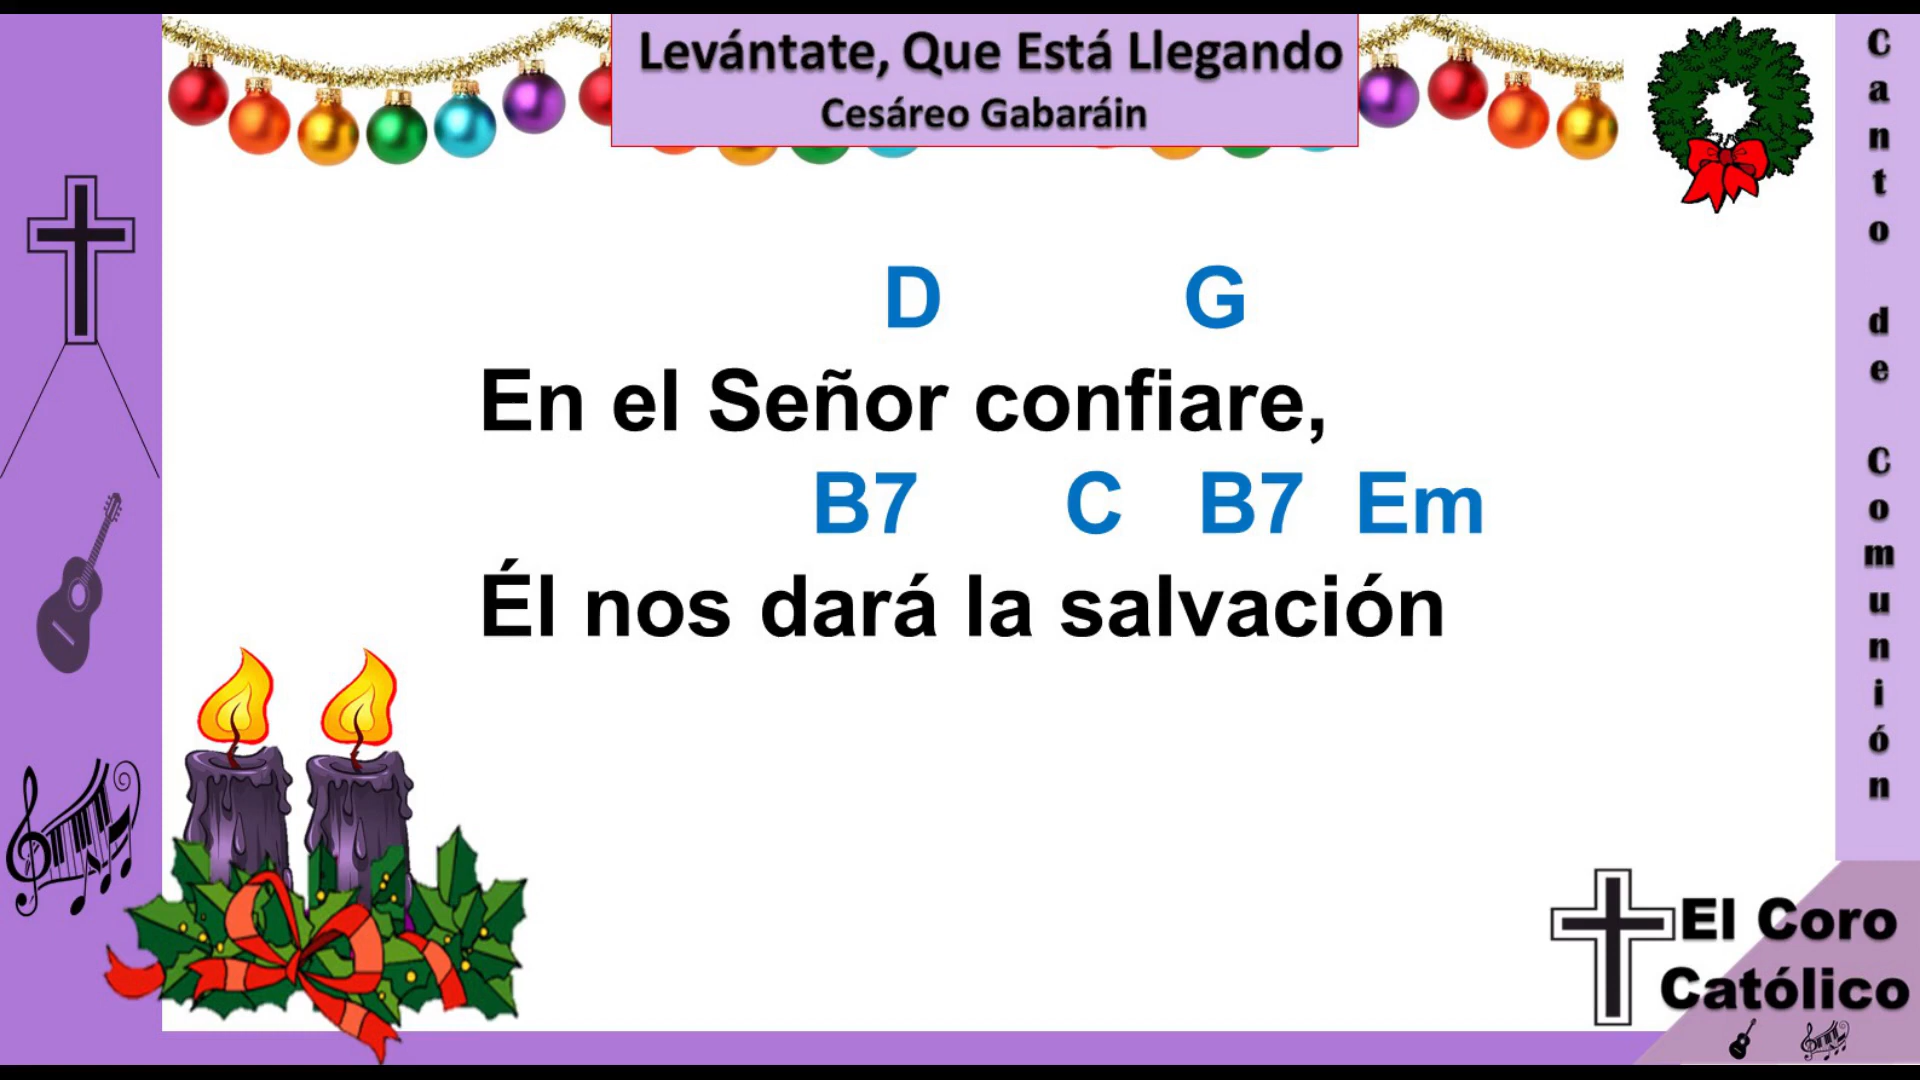 Levántate, Que Está Llegando
Cesáreo Gabaráin
D G
En el Señor confiare,
B7 C B7 Em
Él nos dará la salvación
Canto de Comunión
El Coro
Católico